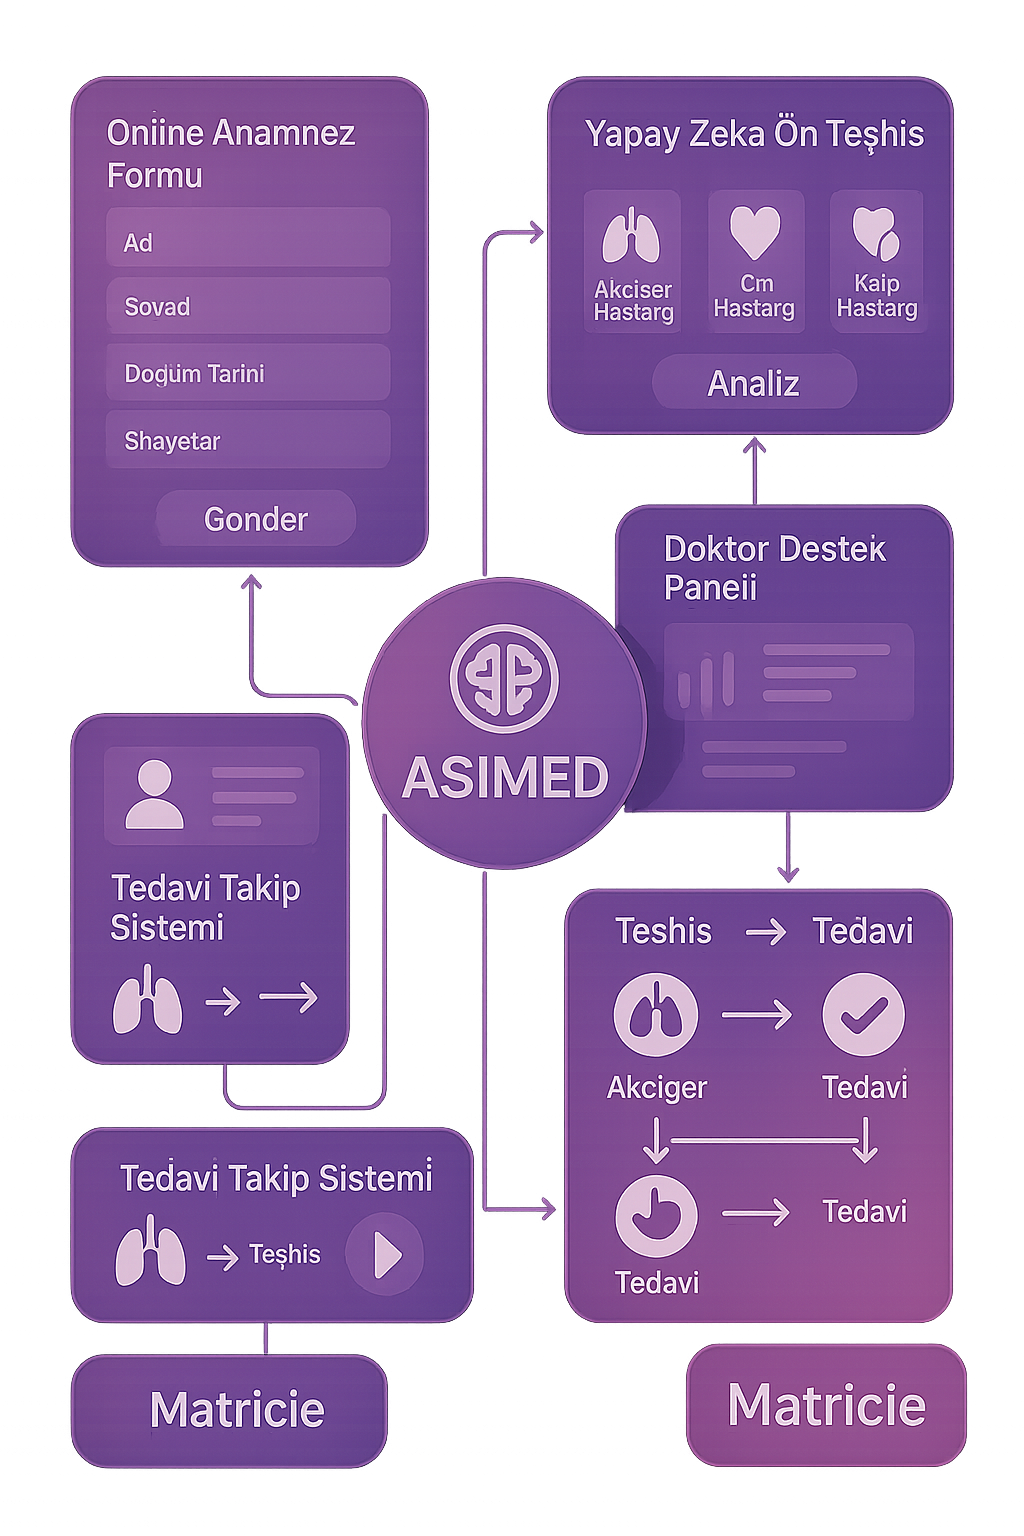 Oniine Anamnez
Formu
Ad
Sovad
Doğum Tarini
Shayetar
Gonder
Yapay Zeka Ön Teşhis
Akciser
Hastarg
Cm
Hastarg
Kaip
Hastarg
Analiz
Doktor Destek
Paneii
ASIMED
Tedavi Takip
Sistemi
Teshis
Tedavi
Akciger
Tedavi
Tedavi
Tedavi
Tedavi Takip Sistemi
Teşhis
Matricie
Matricie